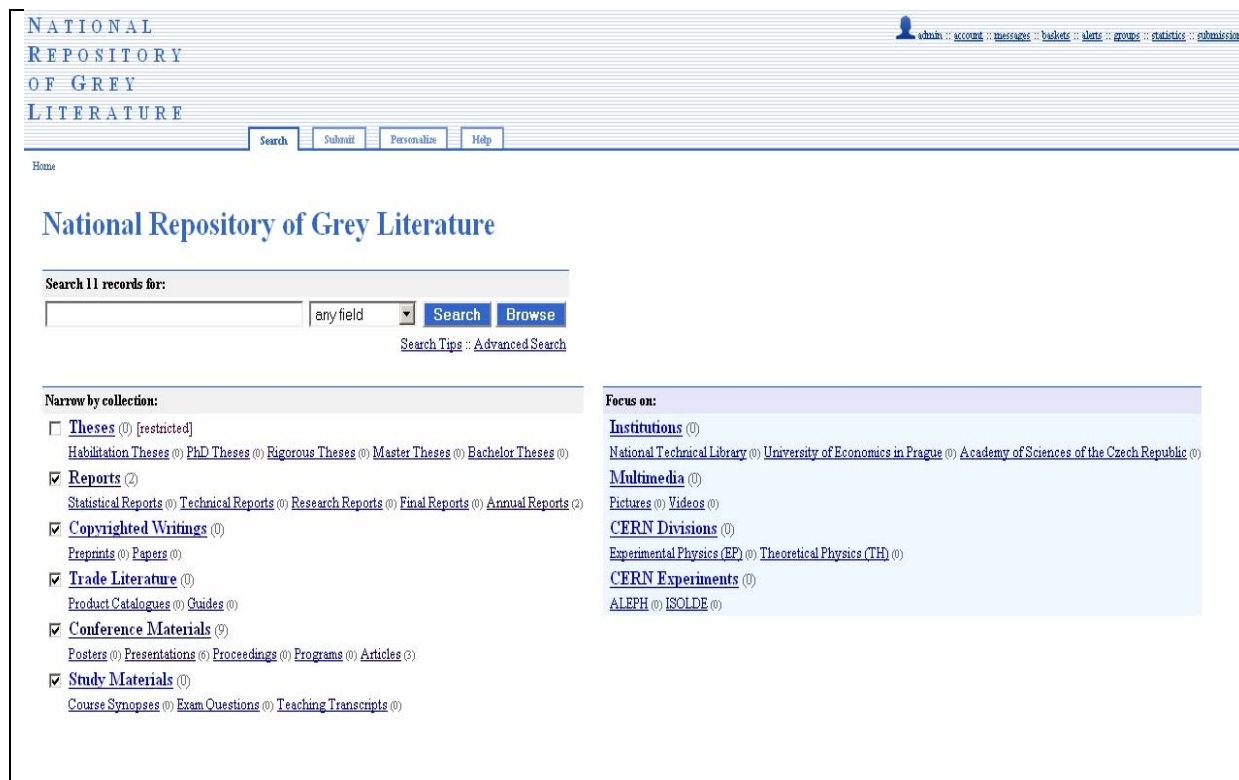 NATIONAL
REPOSITORY
OF GREY
LITERATURE
admin :: account :: messages :: baskets :: alerts :: groups :: statistics :: submission
Search Submit Personalize Help
Home
National Repository of Grey Literature
Search 11 records for:
any field Search Browse
Search Tips :: Advanced Search
Narrow by collection:
Theses (0) [restricted]
Habilitation Theses (0) PhD Theses (0) Rigorous Theses (0) Master Theses (0) Bachelor Theses (0)
Reports (2)
Statistical Reports (0) Technical Reports (0) Research Reports (0) Final Reports (0) Annual Reports (2)
Copyrighted Writings (0)
Preprints (0) Papers (0)
Trade Literature (0)
Product Catalogues (0) Guides (0)
Conference Materials (9)
Posters (0) Presentations (6) Proceedings (0) Programs (0) Articles (3)
Study Materials (0)
Course Synopses (0) Exam Questions (0) Teaching Transcripts (0)
Focus on:
Institutions (0)
National Technical Library (0) University of Economics in Prague (0) Academy of Sciences of the Czech Republic (0)
Multimedia (0)
Pictures (0) Videos (0)
CERN Divisions (0)
Experimental Physics (EP) (0) Theoretical Physics (TH) (0)
CERN Experiments (0)
ALEPH (0) ISOLDE (0)